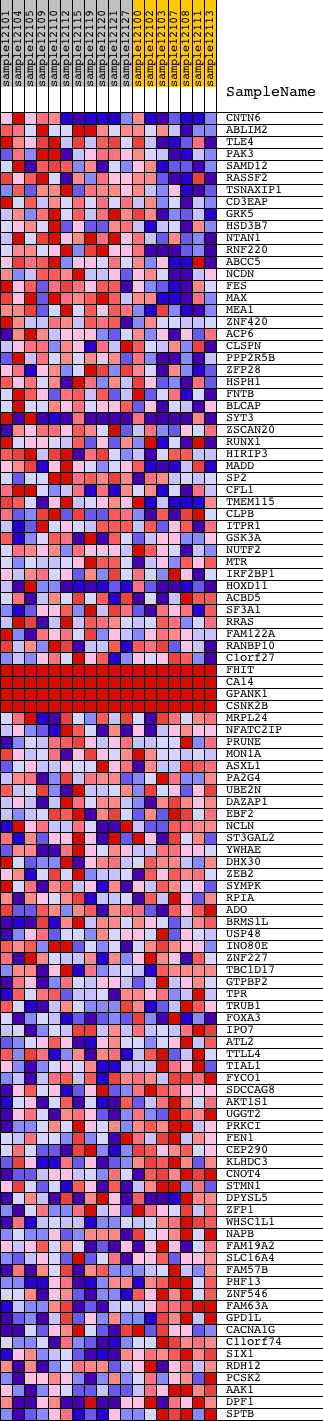 sample12101
sample12104
sample12105
sample12109
sample12110
sample12112
sample12115
sample12119
sample12120
sample12121
sample12127
sample12100
sample12102
sample12103
sample12107
sample12108
sample12111
sample12113
SampleName
CNTN6
ABLIM2
TLE4
PAK3
SAMD12
RASSF2
TSNAXIP1
CD3EAP
GRK5
HSD3B7
NTAN1
RNF220
ABCC5
NCDN
FES
MAX
MEA1
ZNF420
ACP6
CLSPN
PPP2R5B
ZFP28
HSPH1
FNTB
BLCAP
SYT3
ZSCAN20
RUNX1
HIRIP3
MADD
SP2
CFL1
TMEM115
CLPB
ITPR1
GSK3A
NUTF2
MTR
IRF2BP1
HOXD11
ACBD5
SF3A1
RRAS
FAM122A
RANBP10
C1orf27
FHIT
CA14
GPANK1
CSNK2B
MRPL24
NFATC2IP
PRUNE
MON1A
ASXL1
PA2G4
UBE2N
DAZAP1
EBF2
NCLN
ST3GAL2
YWHAE
DHX30
ZEB2
SYMPK
RPIA
ADO
BRMS1L
USP48
INO80E
ZNF227
TBC1D17
GTPBP2
TPR
TRUB1
FOXA3
IPO7
ATL2
TTLL4
TIAL1
FYCO1
SDCCAG8
AKT1S1
UGGT2
PRKCI
FEN1
CEP290
KLHDC3
CNOT4
STMN1
DPYSL5
ZFP1
WHSC1L1
NAPB
FAM19A2
SLC16A4
FAM57B
PHF13
ZNF546
FAM63A
GPD1L
CACNA1G
C11orf74
SIX1
RDH12
PCSK2
AAK1
DPF1
SPTB